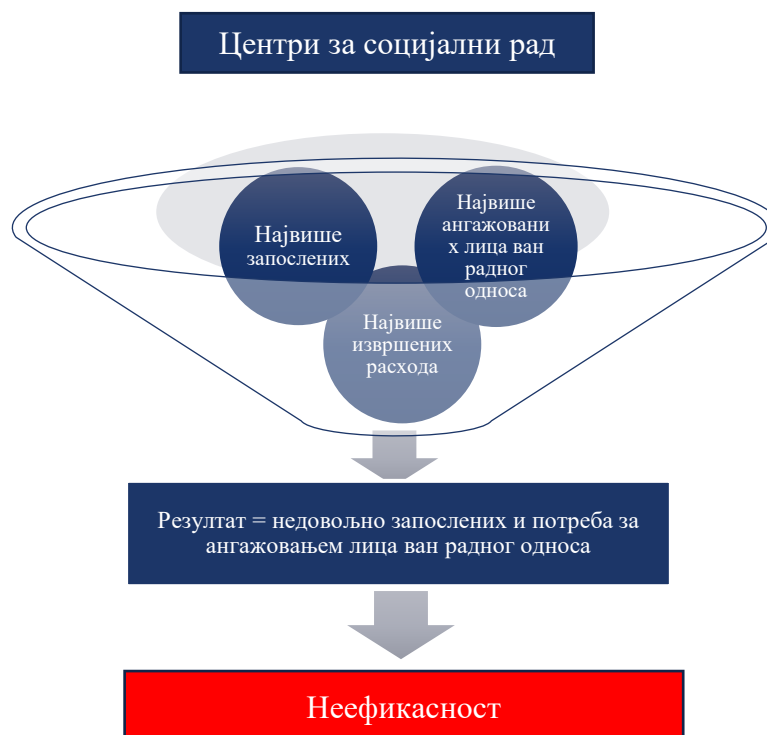 Центри за социјални рад
Највише
запослених
Највише
ангажовани
х лица ван
радног
односа
Највише
извршених
расхода
Резултат = недовољно запослених и потреба за
ангажовањем лица ван радног односа
Неефикасност